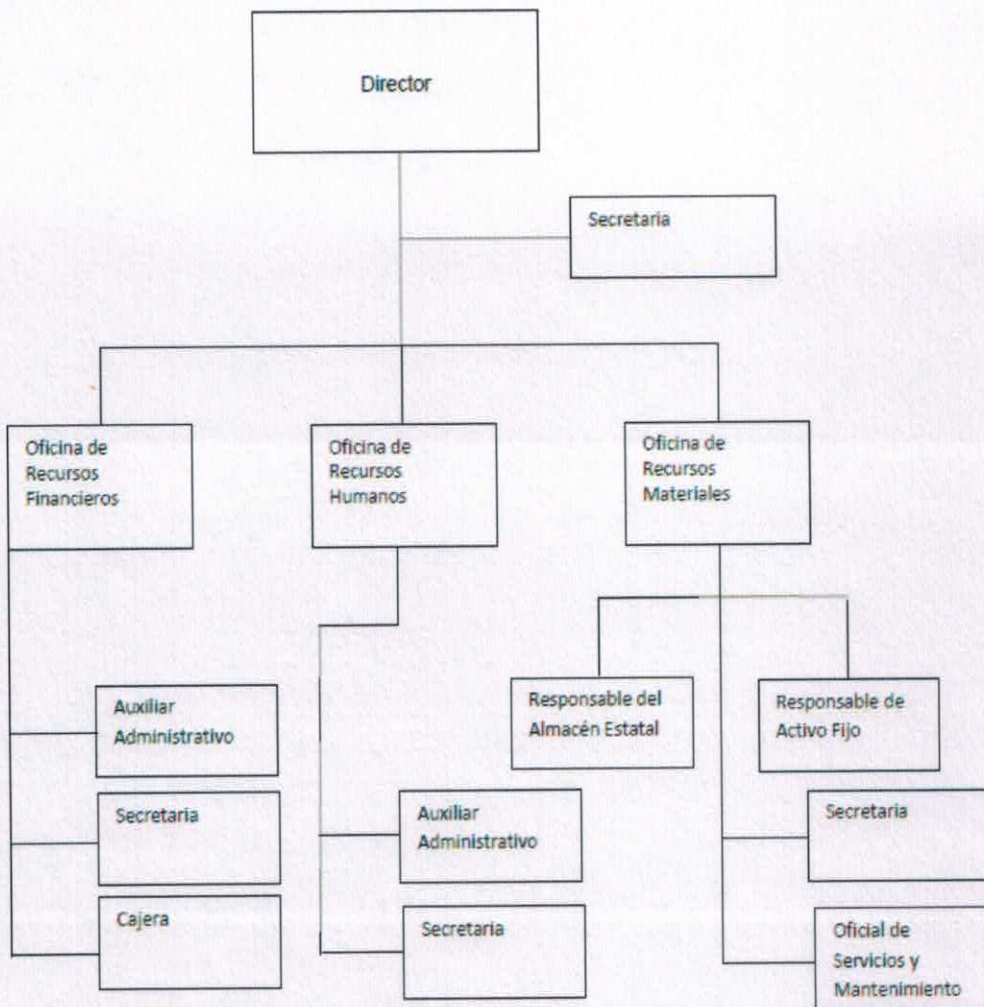 Director
Secretaria
Oficina de
Recursos
Financieros
Oficina de
Recursos
Humanos
Oficina de
Recursos
Materiales
Auxiliar
Administrativo
Secretaria
Cajera
Auxiliar
Administrativo
Secretaria
Responsable del
Almacén Estatal
Responsable de
Activo Fijo
Secretaria
Oficial de
Servicios y
Mantenimiento